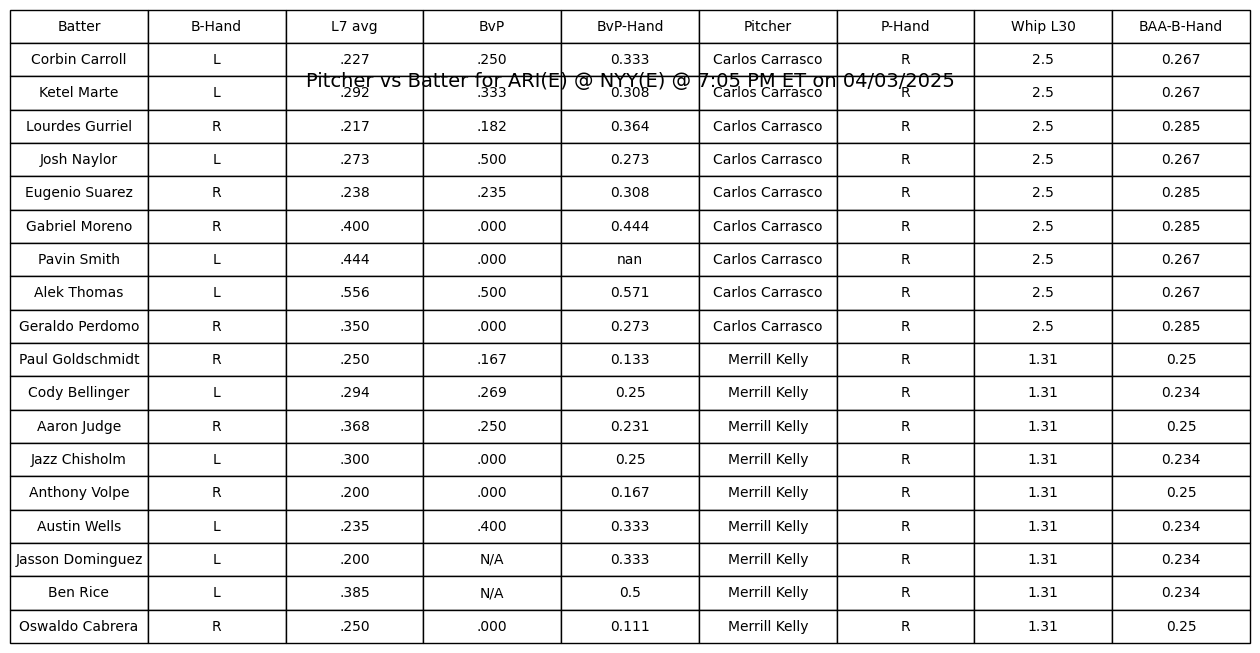 Batter B-Hand L7 avg BvP BvP-Hand Pitcher P-Hand Whip L30 BAA-B-Hand
Corbin Carroll L .227 .250 0.333 Carlos Carrasco R 2.5 0.267
Pitcher vs Batter for ARI(E) @ NYY(E) @ 7:05 PM ET on 04/03/2025
Ketel Marte L .292 .333 0.308 Carlos Carrasco R 2.5 0.267
Lourdes Gurriel R .217 .182 0.364 Carlos Carrasco R 2.5 0.285
Josh Naylor L .273 .500 0.273 Carlos Carrasco R 2.5 0.267
Eugenio Suarez R .238 .235 0.308 Carlos Carrasco R 2.5 0.285
Gabriel Moreno R .400 .000 0.444 Carlos Carrasco R 2.5 0.285
Pavin Smith L .444 .000 nan Carlos Carrasco R 2.5 0.267
Alek Thomas L .556 .500 0.571 Carlos Carrasco R 2.5 0.267
Geraldo Perdomo R .350 .000 0.273 Carlos Carrasco R 2.5 0.285
Paul Goldschmidt R .250 .167 0.133 Merrill Kelly R 1.31 0.25
Cody Bellinger L .294 .269 0.25 Merrill Kelly R 1.31 0.234
Aaron Judge R .368 .250 0.231 Merrill Kelly R 1.31 0.25
Jazz Chisholm L .300 .000 0.25 Merrill Kelly R 1.31 0.234
Anthony Volpe R .200 .000 0.167 Merrill Kelly R 1.31 0.25
Austin Wells L .235 .400 0.333 Merrill Kelly R 1.31 0.234
Jasson Dominguez L .200 N/A 0.333 Merrill Kelly R 1.31 0.234
Ben Rice L .385 N/A 0.5 Merrill Kelly R 1.31 0.234
Oswaldo Cabrera R .250 .000 0.111 Merrill Kelly R 1.31 0.25